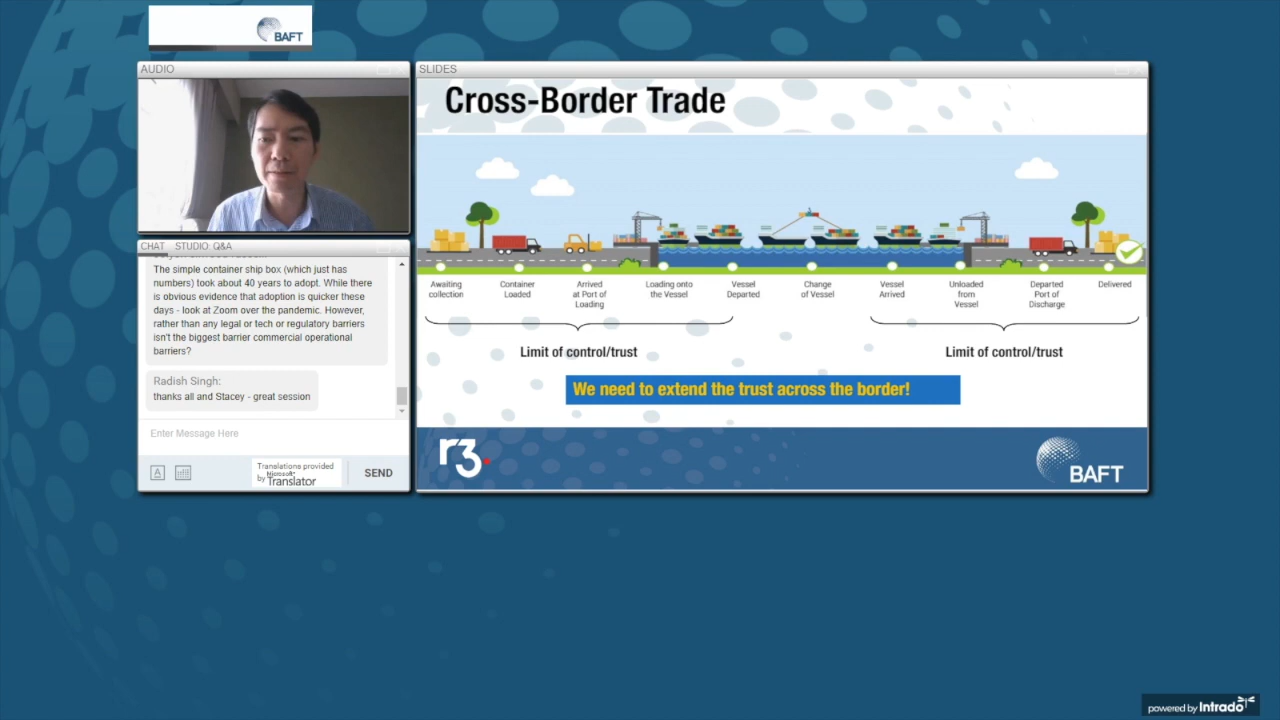 BAFT
AUDIO
SLIDES
Cross-Border Trade
Awaiting
collection
Container
Loaded
Arrived
at Port of
Loading
Loading onto
the Vessel
Vessel
Departed
Change
of Vessel
Vessel
Arrived
Unloaded
from
Vessel
Departed
Port of
Discharge
Delivered
Limit of control/trust
Limit of control/trust
We need to extend the trust across the border!
r3.
BAFT
CHAT STUDIO: Q&A
The simple container ship box (which just has
numbers) took about 40 years to adopt. While there
is obvious evidence that adoption is quicker these
days - look at Zoom over the pandemic. However,
rather than any legal or tech or regulatory barriers
isn't the biggest barrier commercial operational
barriers?
Radish Singh:
thanks all and Stacey - great session
Enter Message Here
A
Translations provided
by Microsoft
Translator
SEND
powered by Intrado